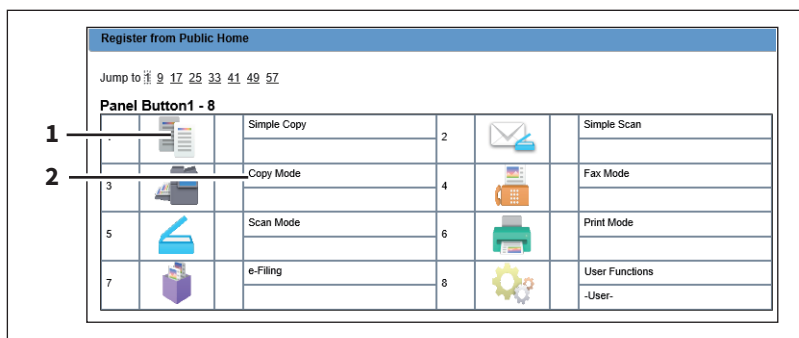 Register from Public Home
Jump to 1 9 17 25 33 41 49 57
Panel Button1 - 8
1
Simple Copy
2
Simple Scan
2
3
Copy Mode
4
Fax Mode
5
Scan Mode
6
Print Mode
7
e-Filing
8
User Functions
-User-